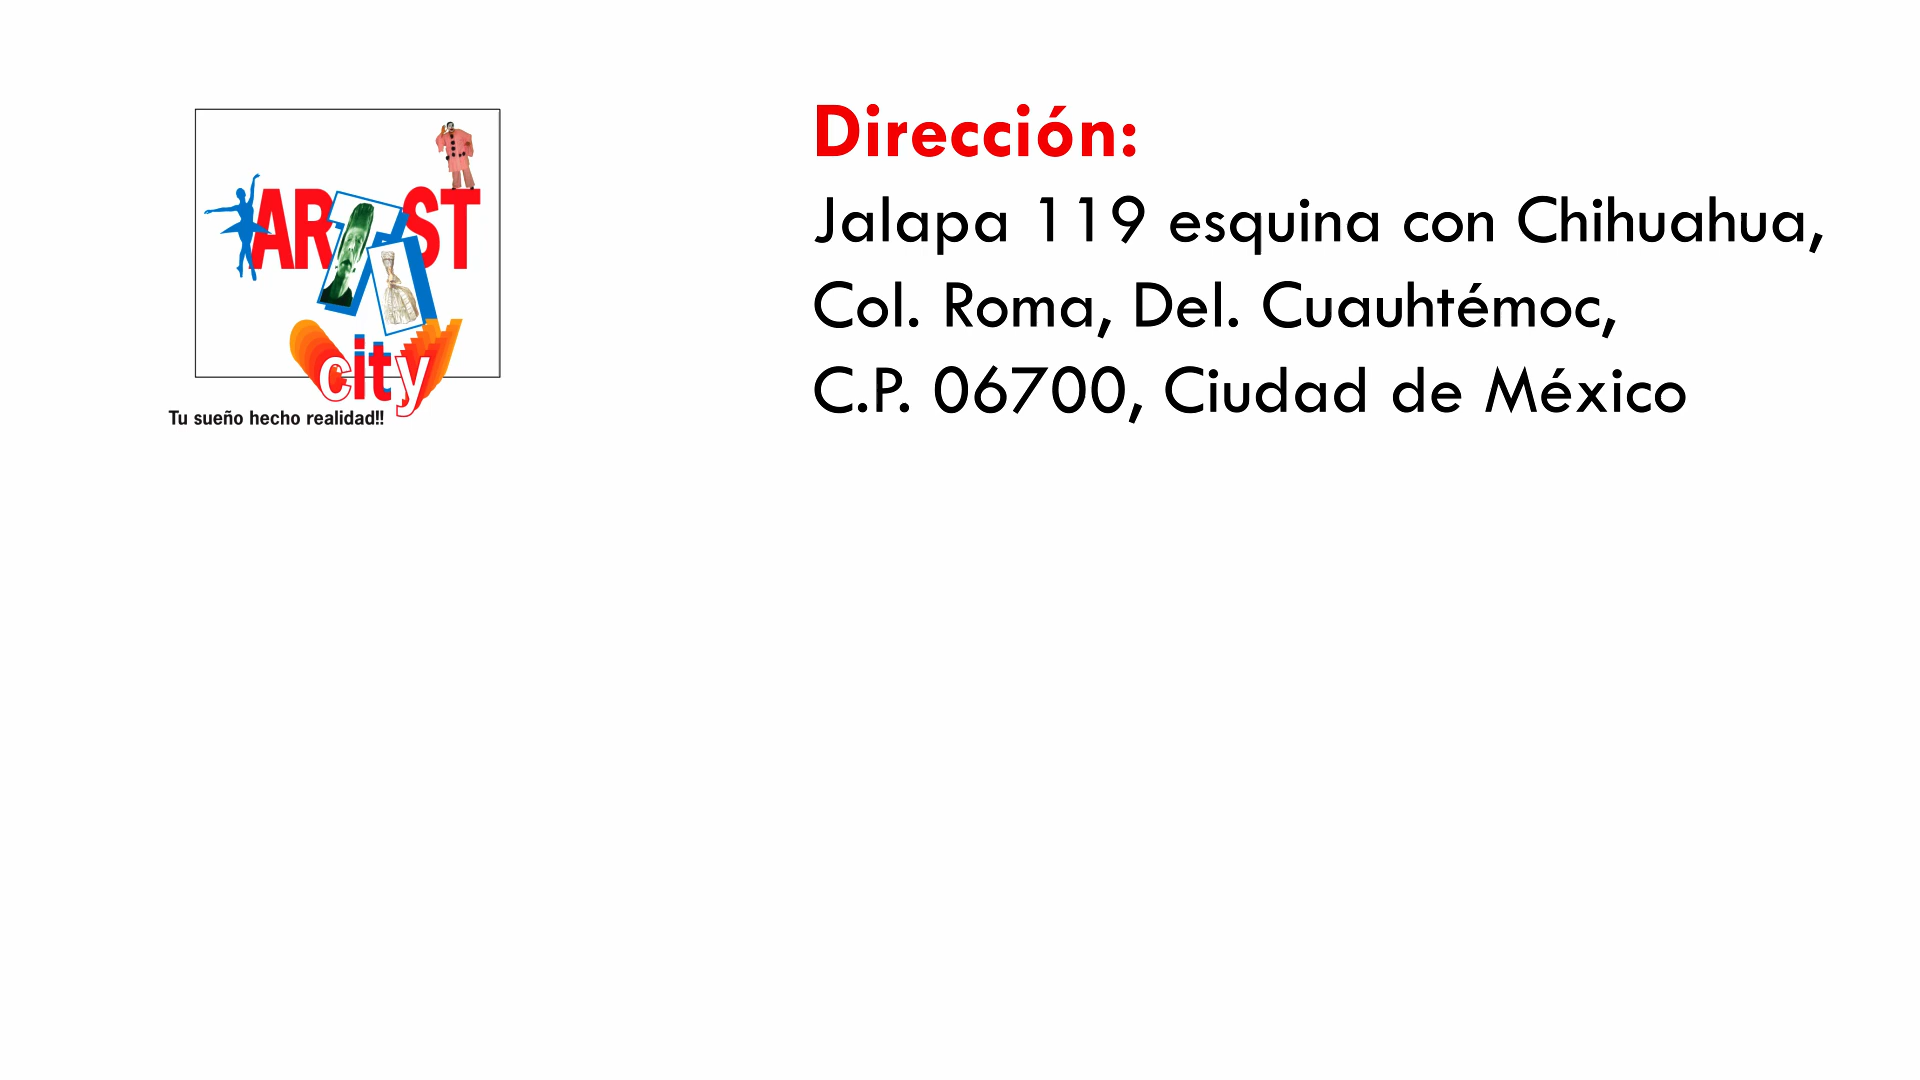 ARTIST
city
Tu sueño hecho realidad!!
Dirección:
Jalapa 119 esquina con Chihuahua,
Col. Roma, Del. Cuauhtémoc,
C.P. 06700, Ciudad de México